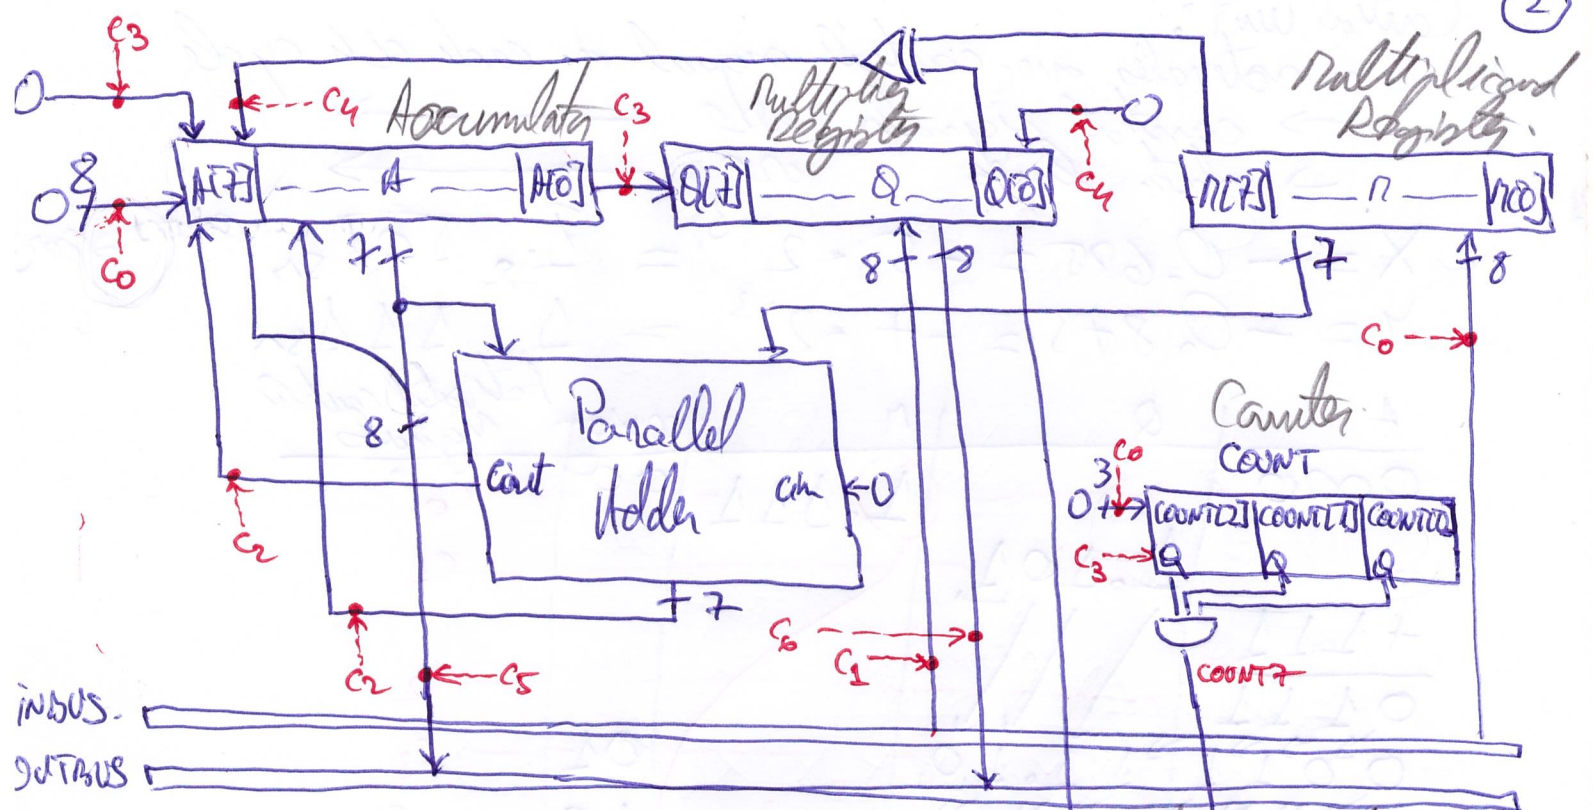 2
C3
0
C4
Accumulator
C3
Multiplier
Register
0
Multiplicand
Register.
8
0
C0
A[7] A A[0]
Q[7] Q Q[0]
C4
M[7] M M[0]
7
8
8
7
8
C0
Parallel
Adder
8
Cout
Cin
0
C2
Counter
COUNT
C0
3
0
COUNT[2] COUNT[1] COUNT[0]
C3
Q Q Q
7
C2
C5
C6
C1
COUNT7
INBUS.
OUTBUS